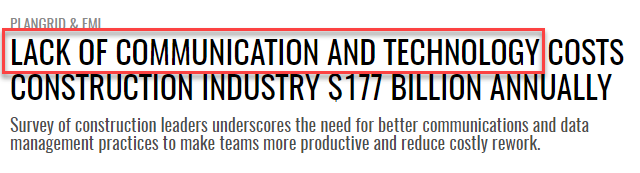 PLANGRID & FMI
LACK OF COMMUNICATION AND TECHNOLOGY COSTS
CONSTRUCTION INDUSTRY $177 BILLION ANNUALLY
Survey of construction leaders underscores the need for better communications and data
management practices to make teams more productive and reduce costly rework.